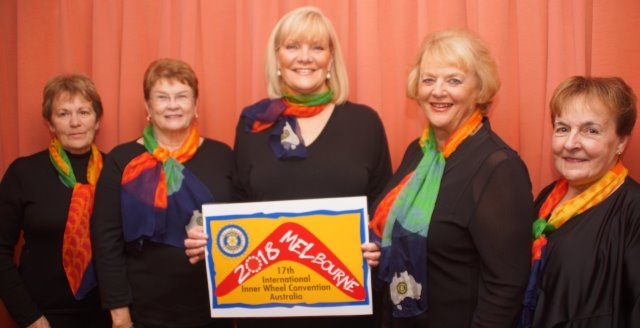 2018 MELBOURNE
17th
International
Inner Wheel Convention
Australia